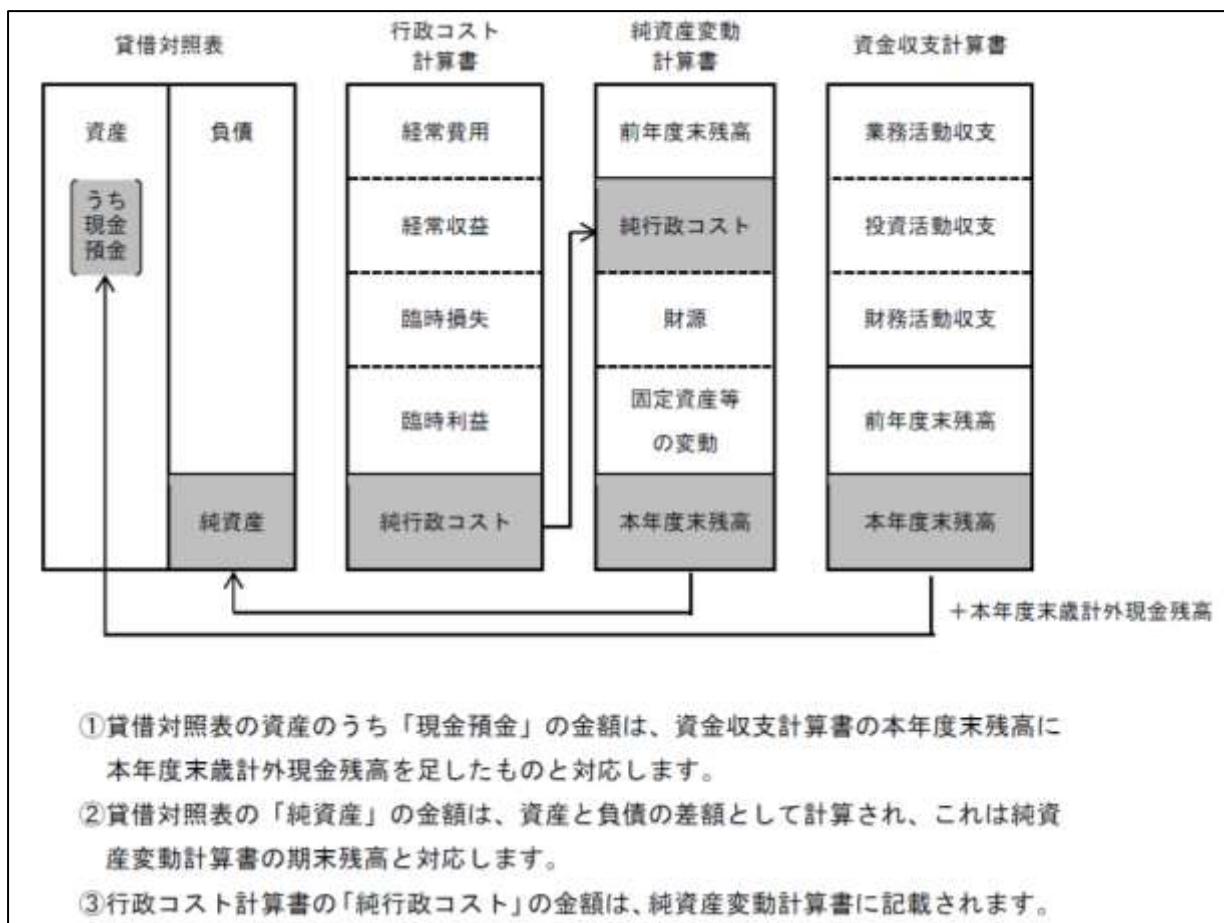 貸借対照表
行政コスト
計算書
純資産変動
計算書
資金収支計算書
資産
負債
うち
現金
預金
純資産
経常費用
経常収益
臨時損失
臨時利益
純行政コスト
前年度末残高
純行政コスト
財源
固定資産等
の変動
本年度末残高
業務活動収支
投資活動収支
財務活動収支
前年度末残高
本年度末残高
＋本年度末歳計外現金残高
①貸借対照表の資産のうち「現金預金」の金額は、資金収支計算書の本年度末残高に
本年度末歳計外現金残高を足したものと対応します。
②貸借対照表の「純資産」の金額は、資産と負債の差額として計算され、これは純資
産変動計算書の期末残高と対応します。
③行政コスト計算書の「純行政コスト」の金額は、純資産変動計算書に記載されます。